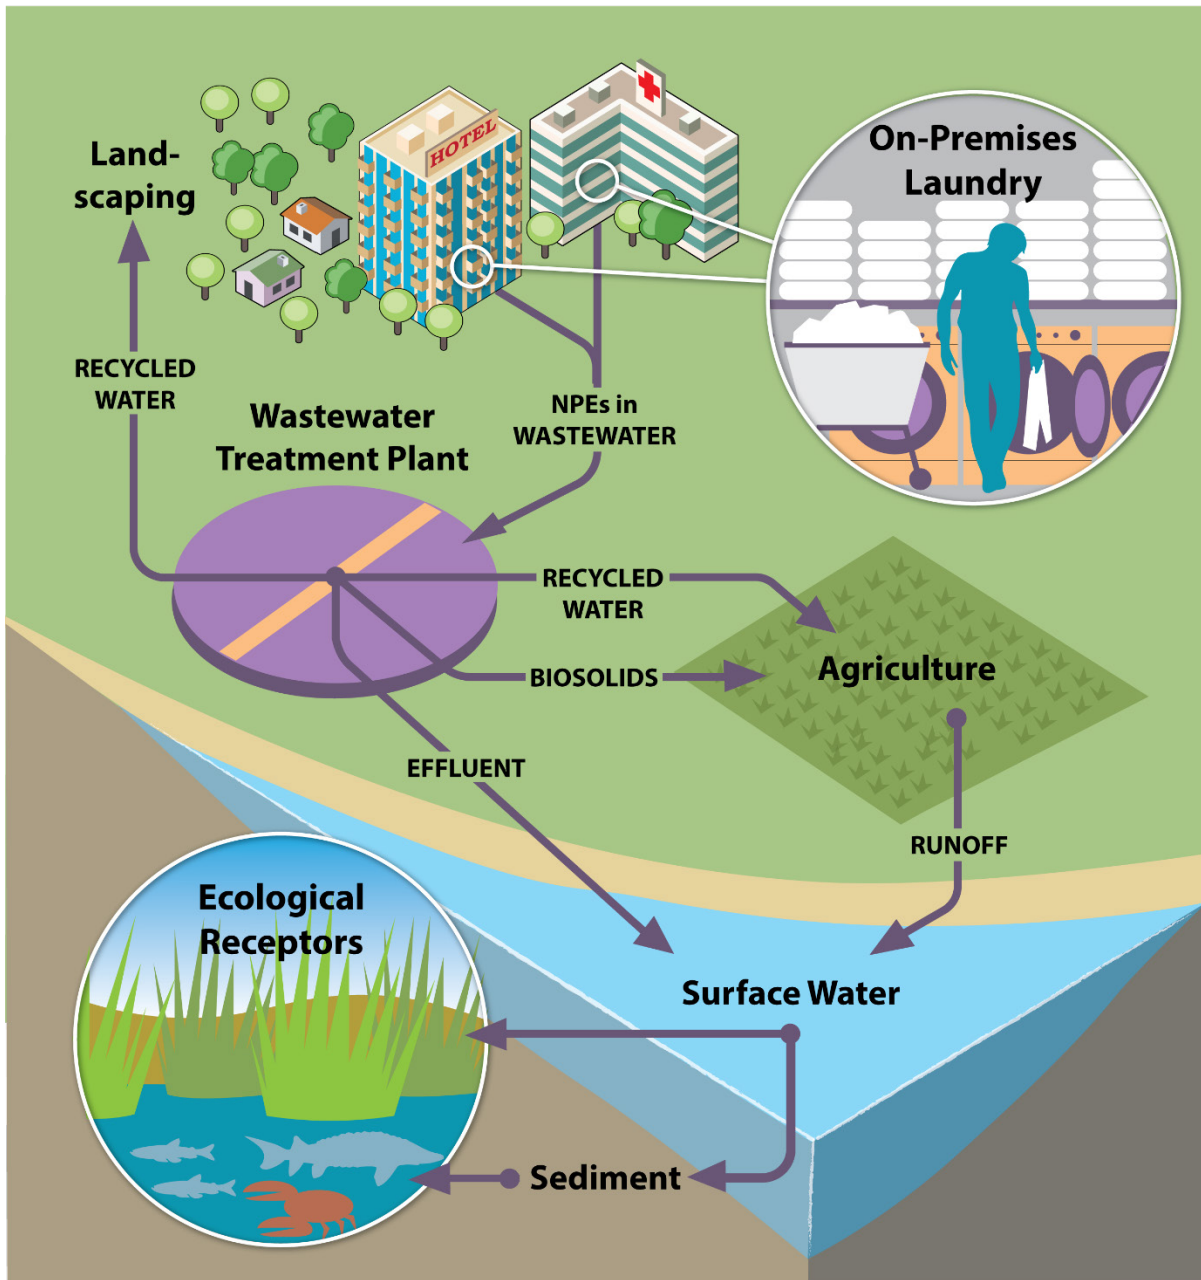 Land-
scaping
HOTEL
On-Premises
Laundry
RECYCLED
WATER
NPEs in
WASTEWATER
Wastewater
Treatment Plant
RECYCLED
WATER
BIOSOLIDS
Agriculture
EFFLUENT
RUNOFF
Ecological
Receptors
Surface Water
Sediment